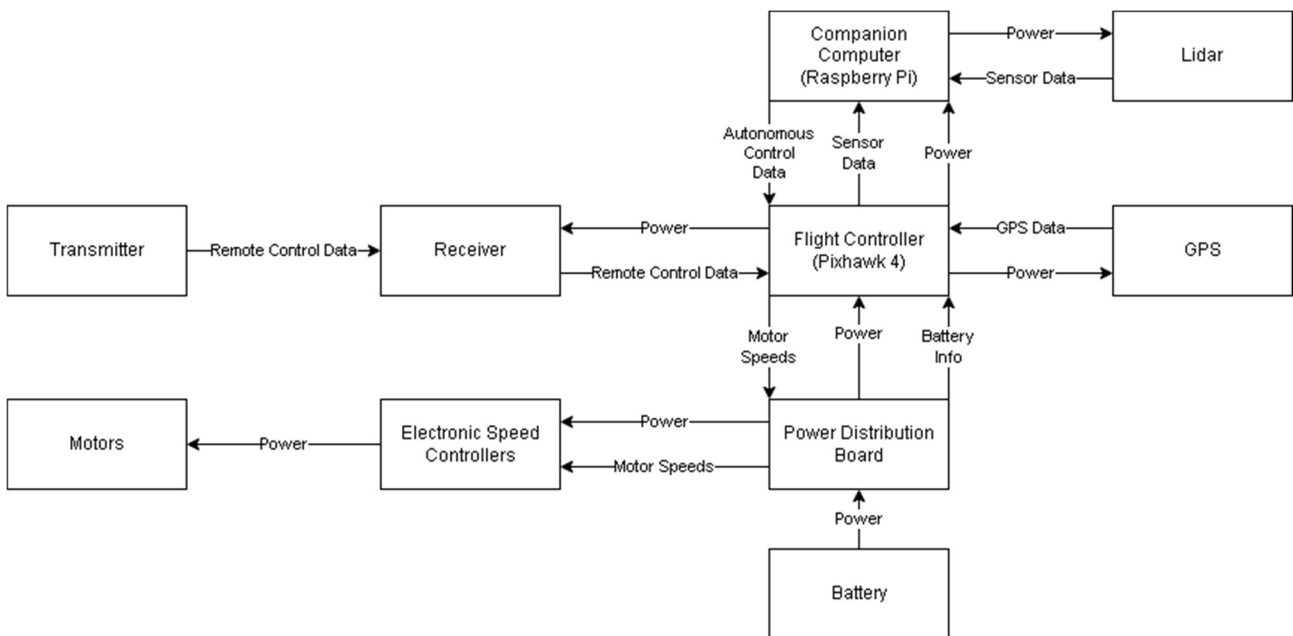 Companion
Computer
(Raspberry Pi)
Power
Lidar
Sensor Data
Autonomous
Control
Data
Sensor
Data
Power
Transmitter
Remote Control Data
Receiver
Power
Remote Control Data
Flight Controller
(Pixhawk 4)
GPS Data
Power
GPS
Motor
Speeds
Power
Battery
Info
Motors
Power
Electronic Speed
Controllers
Power
Motor Speeds
Power Distribution
Board
Power
Battery